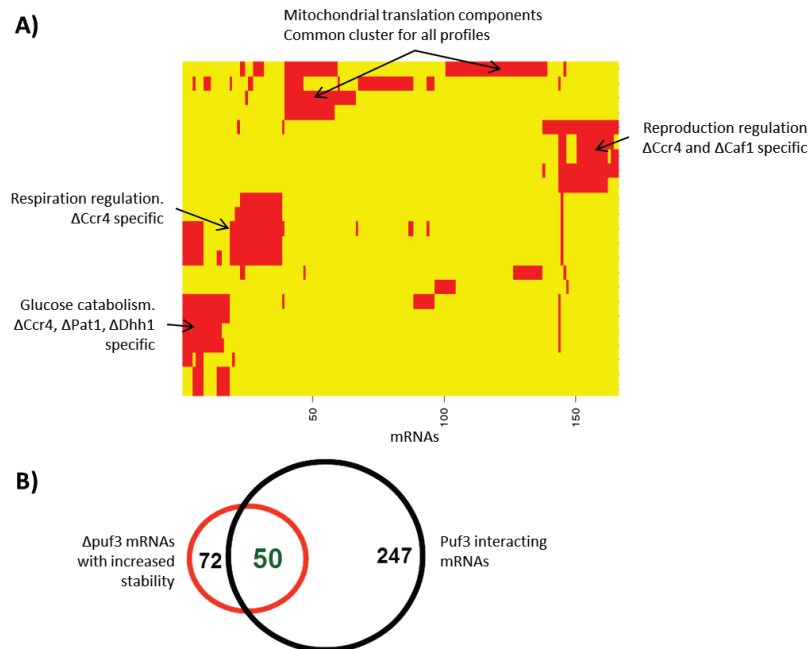 A)
Mitochondrial translation components
Common cluster for all profiles
Reproduction regulation
ΔCcr4 and ΔCaf1 specific
Respiration regulation.
ΔCcr4 specific
Glucose catabolism.
ΔCcr4, ΔPat1, ΔDhh1
specific
50
100
150
mRNAs
B)
Δpuf3 mRNAs
with increased
stability
72
50
247
Puf3 interacting
mRNAs